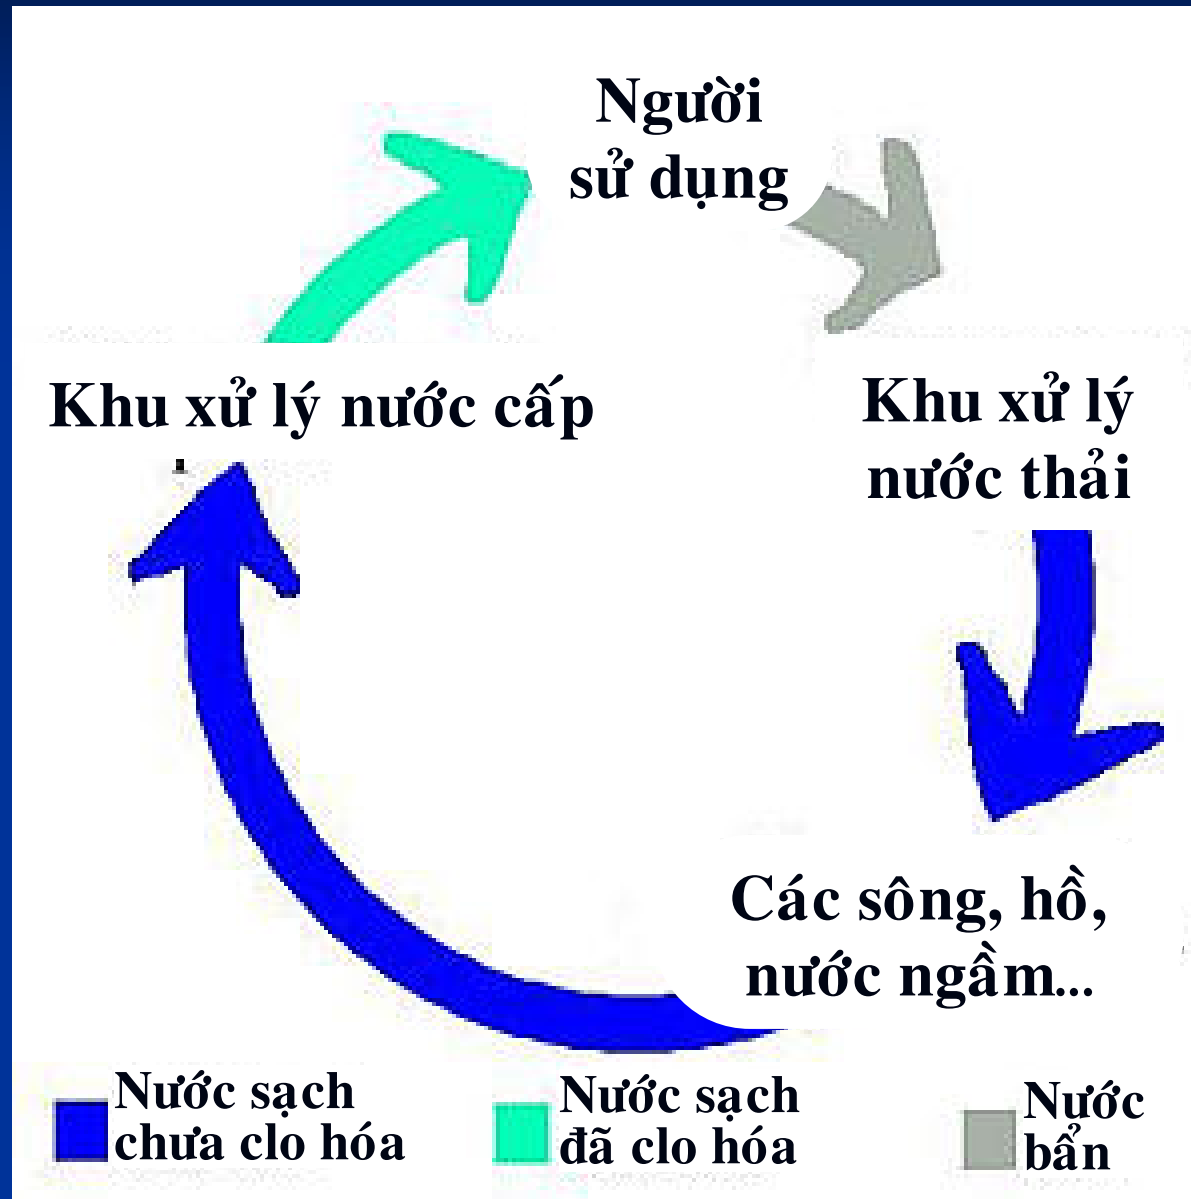 Người
sử dụng
Khu xử lý nước cấp
Khu xử lý
nước thải
Các sông, hồ,
nước ngầm...
Nước sạch
chưa clo hóa
Nước sạch
đã clo hóa
Nước
bẩn